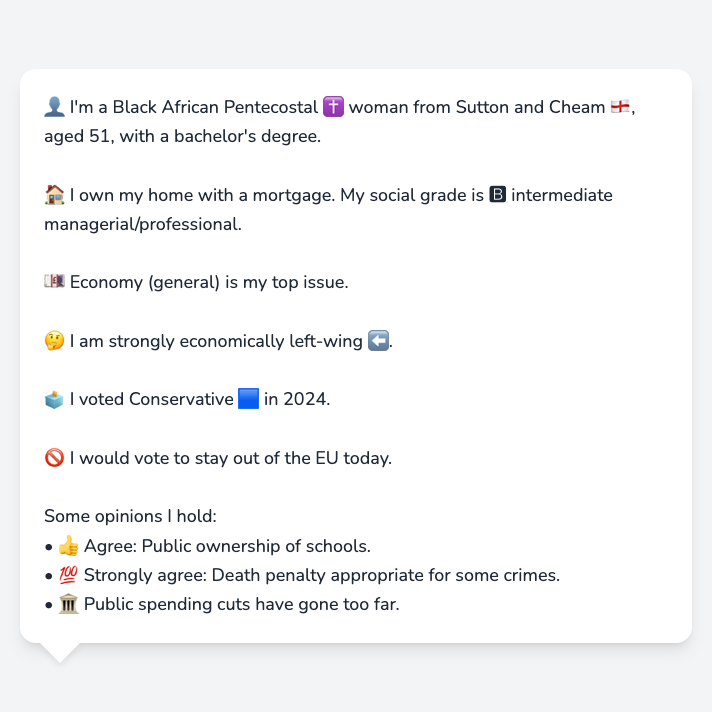 👤 I'm a Black African Pentecostal ✝️ woman from Sutton and Cheam 🏴󠁧󠁢󠁥󠁮󠁧󠁿,
aged 51, with a bachelor's degree.
🏠 I own my home with a mortgage. My social grade is 🅱 intermediate
managerial/professional.
💷 Economy (general) is my top issue.
🤔 I am strongly economically left-wing ⬅️.
🗳️ I voted Conservative 🟦 in 2024.
🚫 I would vote to stay out of the EU today.
Some opinions I hold:
• 👍 Agree: Public ownership of schools.
• 💯 Strongly agree: Death penalty appropriate for some crimes.
• 🏛️ Public spending cuts have gone too far.